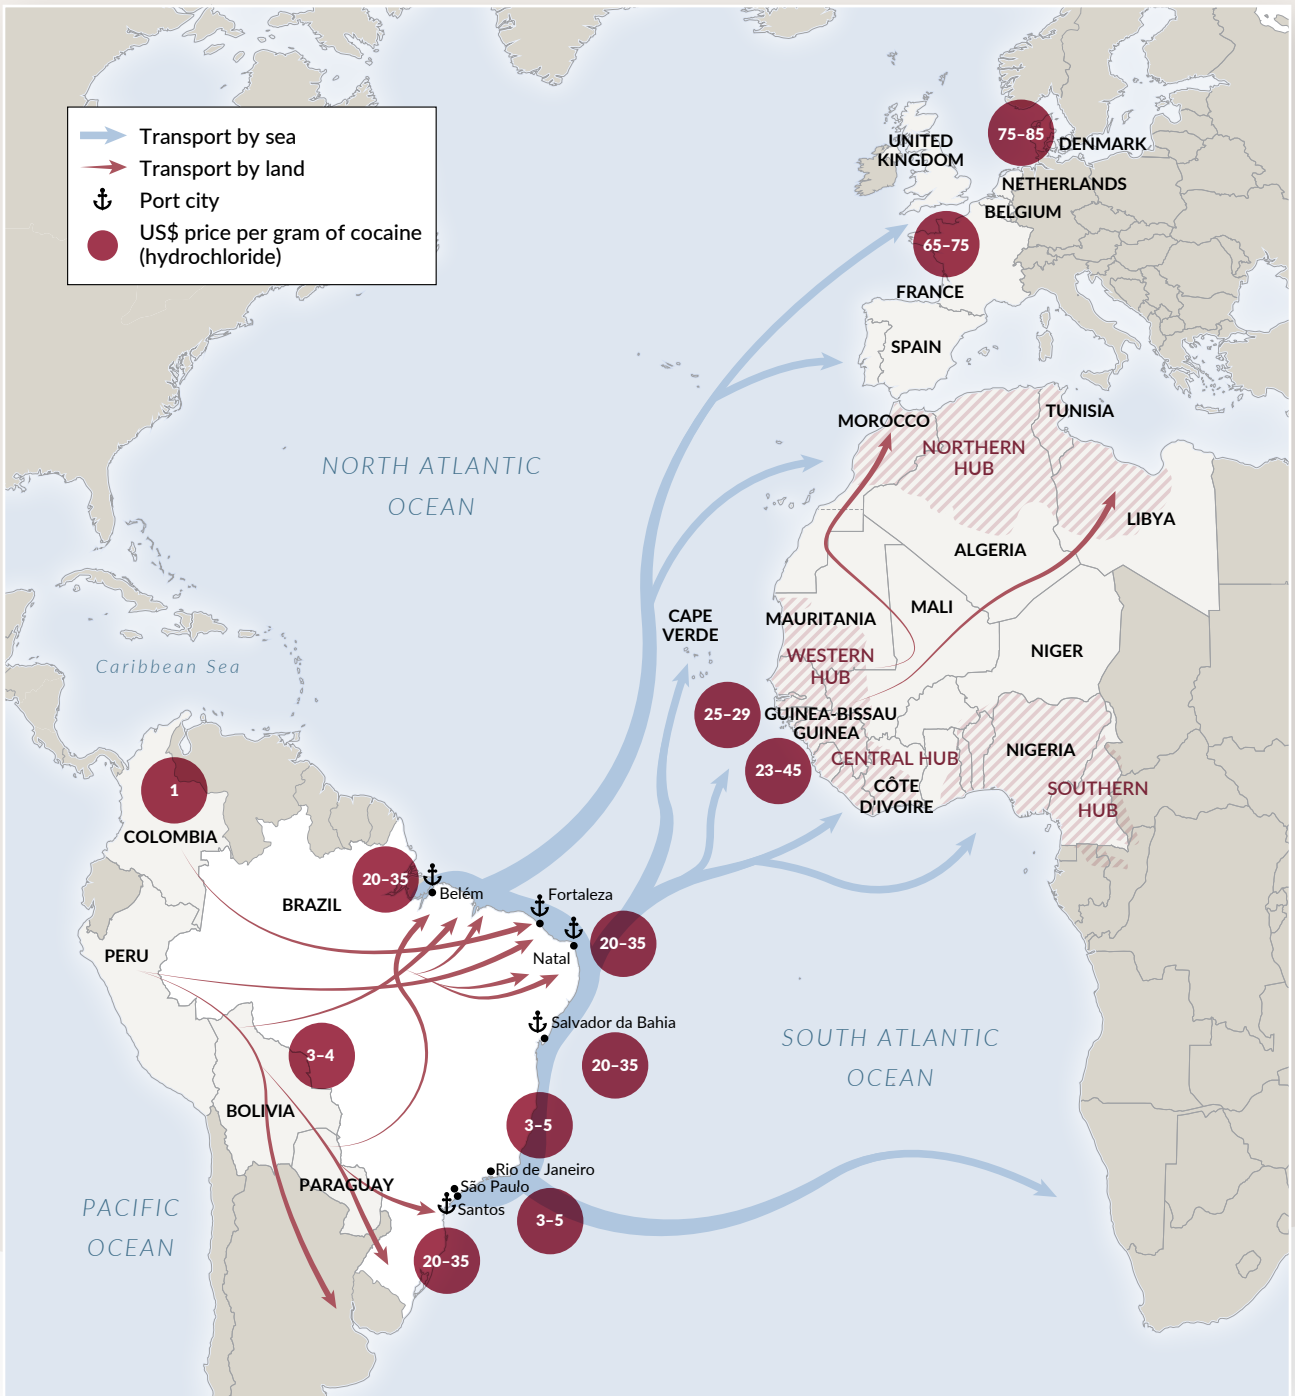 Transport by sea
Transport by land
Port city
US$ price per gram of cocaine
(hydrochloride)
75–85
DENMARK
UNITED
KINGDOM
NETHERLANDS
BELGIUM
65–75
FRANCE
SPAIN
MOROCCO
TUNISIA
NORTHERN
HUB
NORTH ATLANTIC
OCEAN
LIBYA
ALGERIA
MALI
CAPE
VERDE
MAURITANIA
NIGER
WESTERN
HUB
Caribbean Sea
25–29
GUINEA-BISSAU
GUINEA
NIGERIA
CENTRAL HUB
23–45
CÔTE
D'IVOIRE
SOUTHERN
HUB
1
COLOMBIA
20–35
Belém
BRAZIL
Fortaleza
20–35
Natal
PERU
Salvador da Bahia
SOUTH ATLANTIC
OCEAN
3–4
20–35
BOLIVIA
3–5
Rio de Janeiro
PARAGUAY
São Paulo
Santos
PACIFIC
OCEAN
3–5
20–35